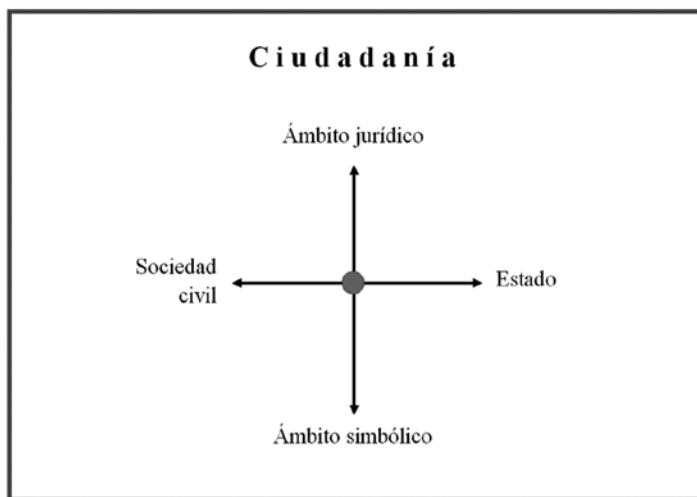 Ciudadanía
Ámbito jurídico
Sociedad
civil
Estado
Ámbito simbólico